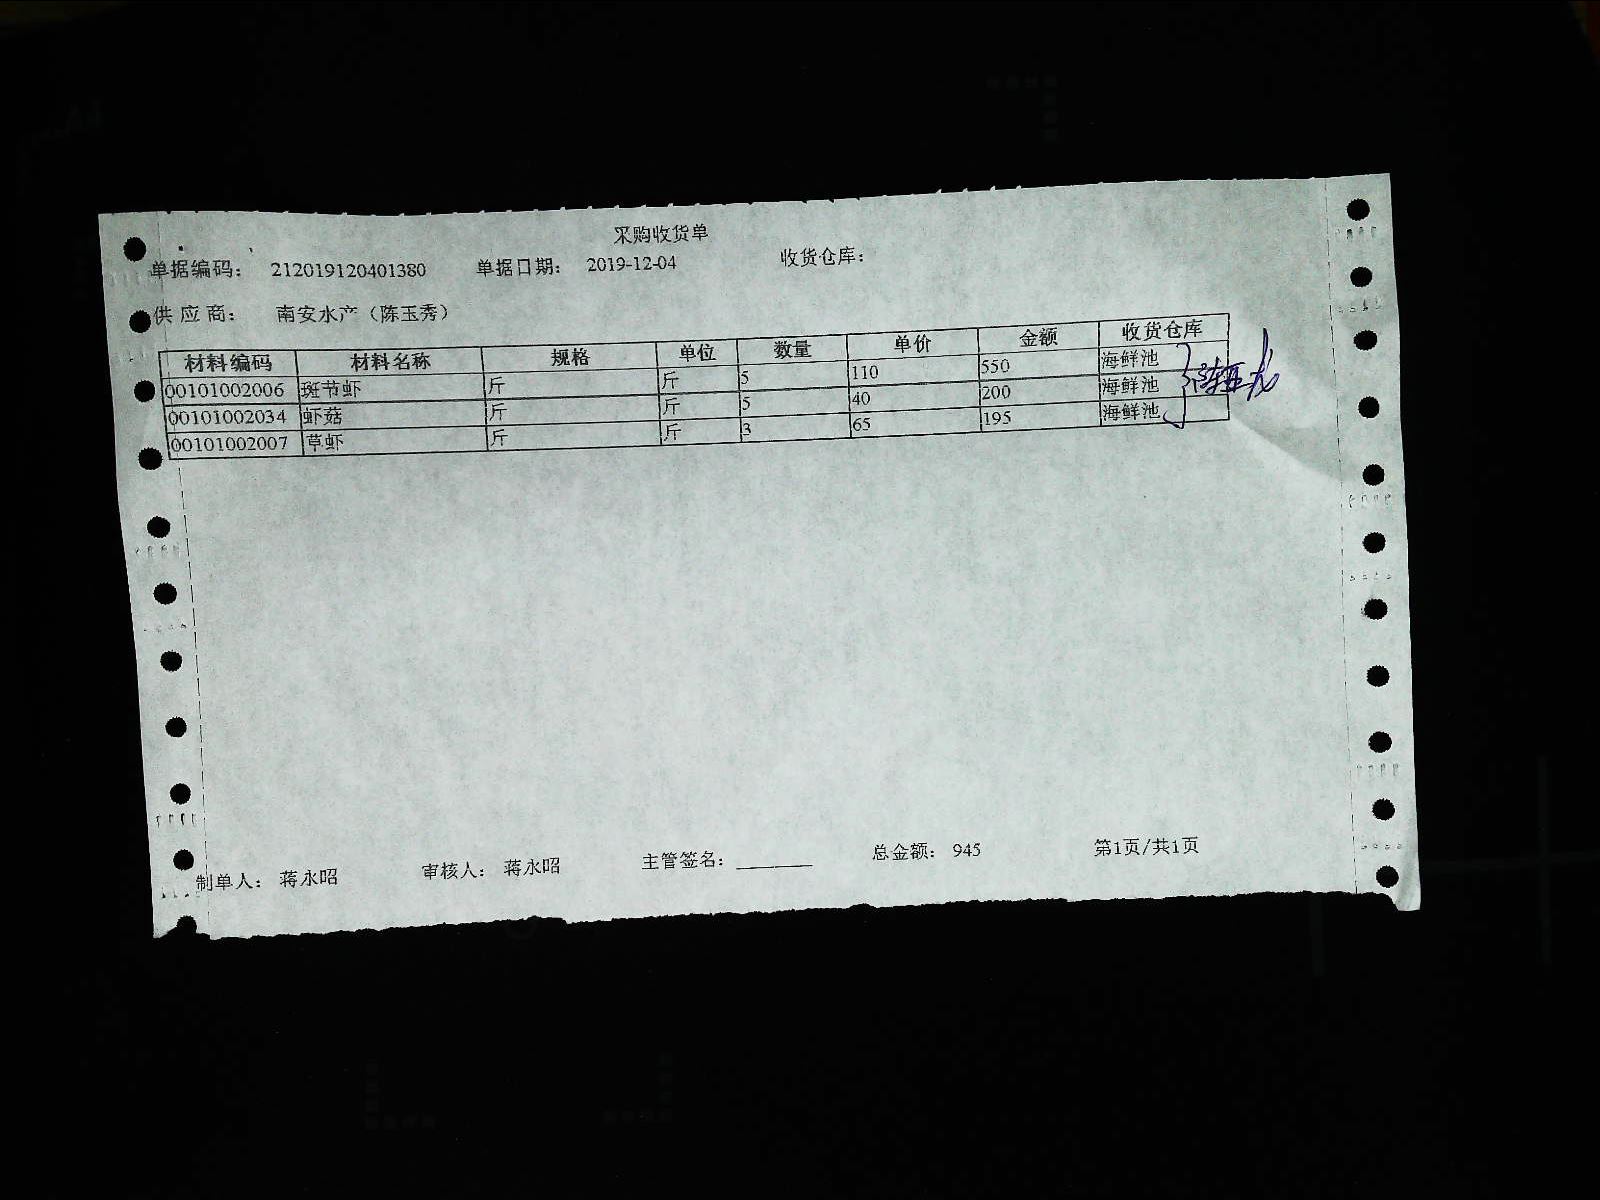 采购收货单
单据编码： 212019120401380 单据日期： 2019-12-04 收货仓库：
供应商： 南安水产（陈玉秀）
材料编码 材料名称 规格 单位 数量 单价 金额 收货仓库
00101002006 斑节虾 斤 斤 5 110 550 海鲜池
00101002034 虾菇 斤 斤 5 40 200 海鲜池
00101002007 草虾 斤 斤 3 65 195 海鲜池
制单人： 蒋永昭 审核人： 蒋永昭 主管签名： 总金额： 945 第1页/共1页